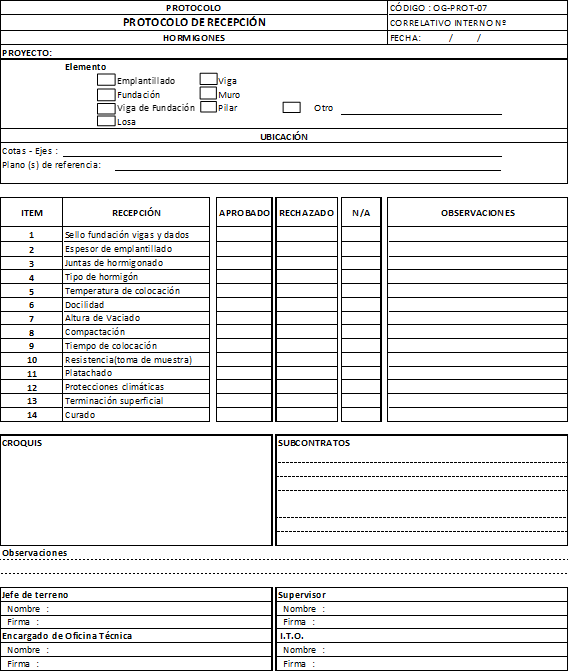 PROTOCOLO CÓDIGO : OG-PROT-07
PROTOCOLO DE RECEPCIÓN CORRELATIVO INTERNO Nº
HORMIGONES FECHA: / /
PROYECTO:
Elemento
Emplantillado Viga
Fundación Muro
Viga de Fundación Pilar Otro
Losa
UBICACIÓN
Cotas - Ejes :
Plano (s) de referencia:
ITEM RECEPCIÓN APROBADO RECHAZADO N/A OBSERVACIONES
1 Sello fundación vigas y dados
2 Espesor de emplantillado
3 Juntas de hormigonado
4 Tipo de hormigón
5 Temperatura de colocación
6 Docilidad
7 Altura de Vaciado
8 Compactación
9 Tiempo de colocación
10 Resistencia(toma de muestra)
11 Platachado
12 Protecciones climáticas
13 Terminación superficial
14 Curado
CROQUIS SUBCONTRATOS
Observaciones
Jefe de terreno Supervisor
Nombre : Nombre :
Firma : Firma :
Encargado de Oficina Técnica I.T.O.
Nombre : Nombre :
Firma : Firma :